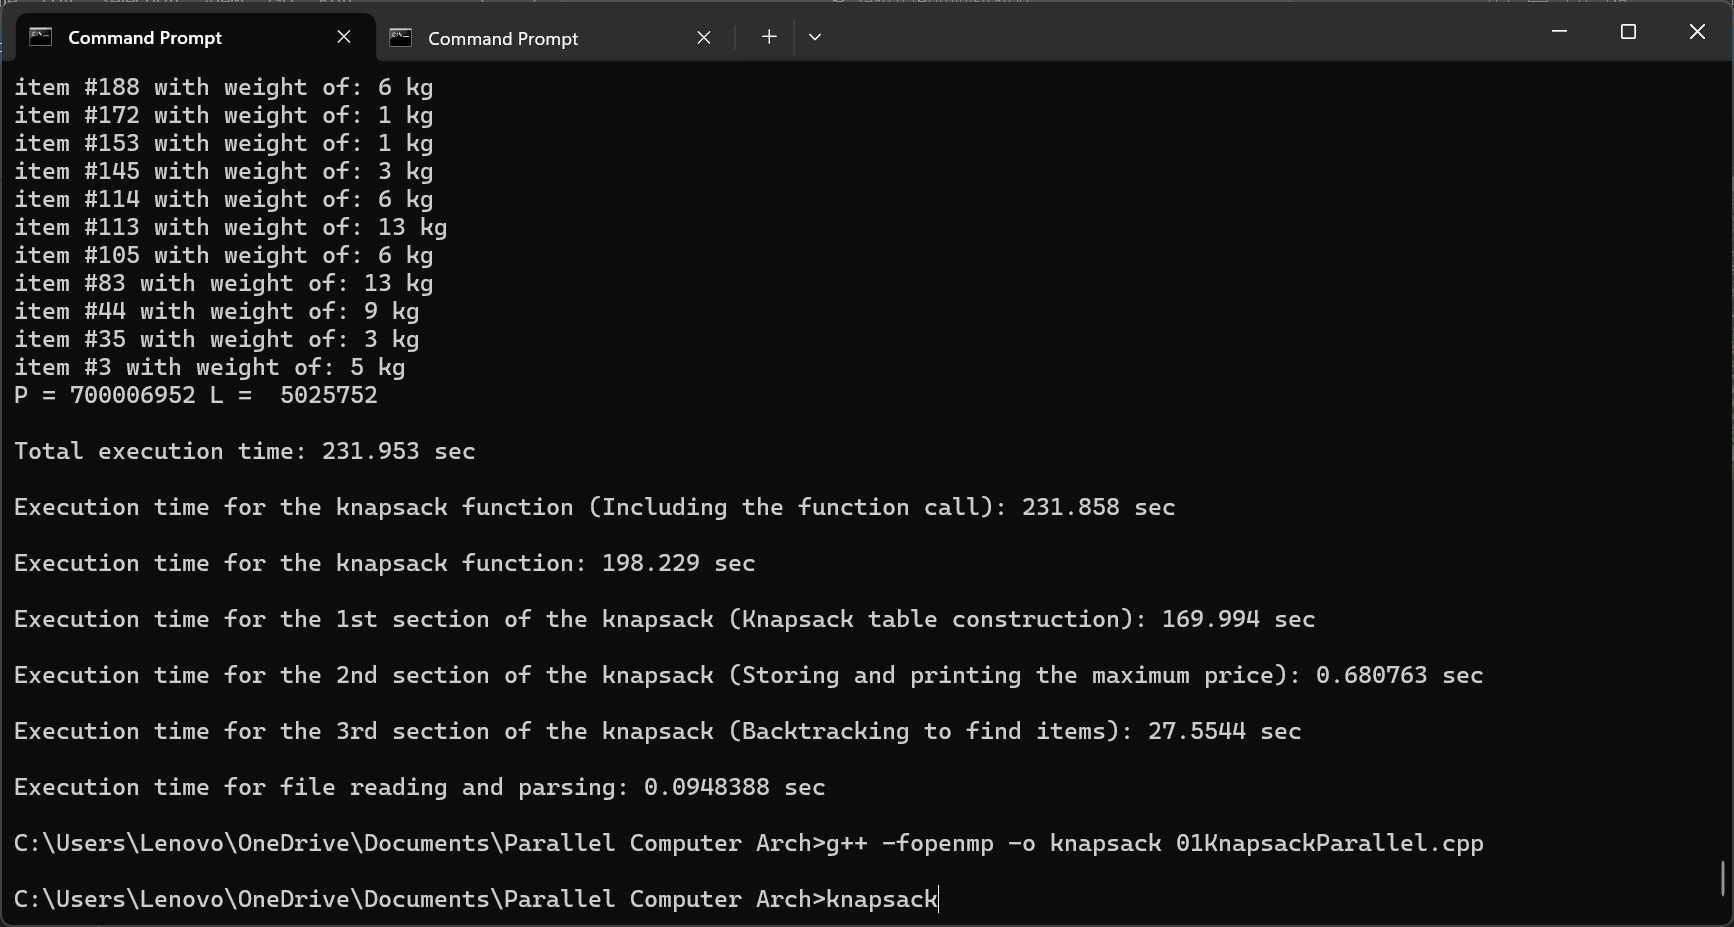 Command Prompt
Command Prompt
item #188 with weight of: 6 kg
item #172 with weight of: 1 kg
item #153 with weight of: 1 kg
item #145 with weight of: 3 kg
item #114 with weight of: 6 kg
item #113 with weight of: 13 kg
item #105 with weight of: 6 kg
item #83 with weight of: 13 kg
item #44 with weight of: 9 kg
item #35 with weight of: 3 kg
item #3 with weight of: 5 kg
P = 700006952 L =  5025752
Total execution time: 231.953 sec
Execution time for the knapsack function (Including the function call): 231.858 sec
Execution time for the knapsack function: 198.229 sec
Execution time for the 1st section of the knapsack (Knapsack table construction): 169.994 sec
Execution time for the 2nd section of the knapsack (Storing and printing the maximum price): 0.680763 sec
Execution time for the 3rd section of the knapsack (Backtracking to find items): 27.5544 sec
Execution time for file reading and parsing: 0.0948388 sec
C:\Users\Lenovo\OneDrive\Documents\Parallel Computer Arch>g++ -fopenmp -o knapsack 01KnapsackParallel.cpp
C:\Users\Lenovo\OneDrive\Documents\Parallel Computer Arch>knapsack